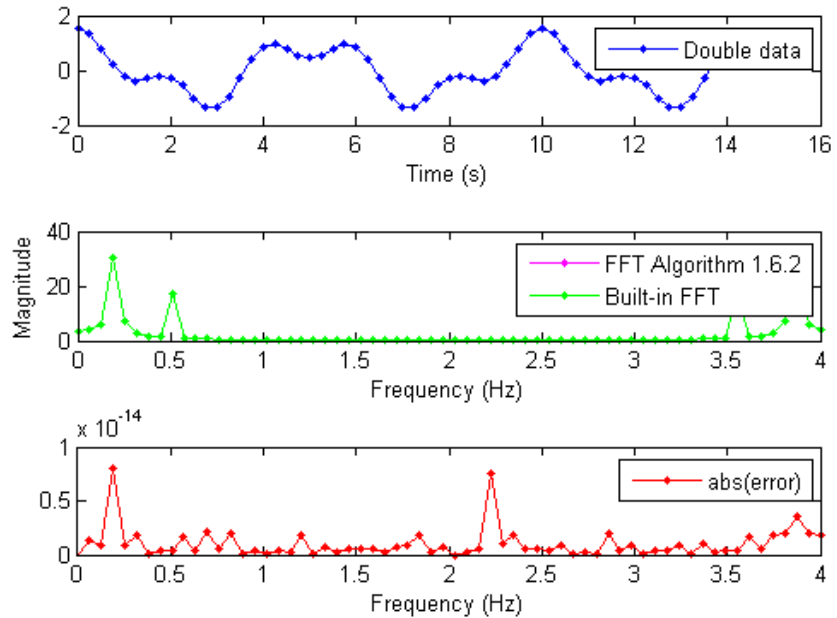 2
0
-2
Double data
0 2 4 6 8 10 12 14 16
Time (s)
Magnitude
40
20
0
FFT Algorithm 1.6.2
Built-in FFT
0 0.5 1 1.5 2 2.5 3 3.5 4
Frequency (Hz)
x 10^-14
1
0.5
0
abs(error)
0 0.5 1 1.5 2 2.5 3 3.5 4
Frequency (Hz)